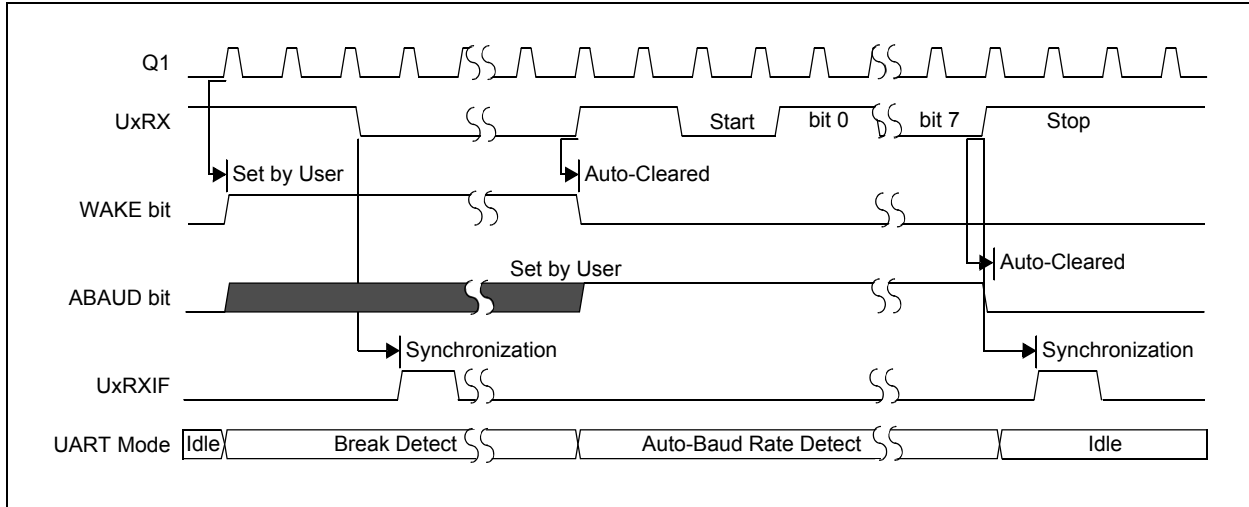 Q1
UxRX
Start
bit 0
bit 7
Stop
Set by User
Auto-Cleared
WAKE bit
Set by User
Auto-Cleared
ABAUD bit
Synchronization
Synchronization
UxRXIF
UART Mode
Idle
Break Detect
Auto-Baud Rate Detect
Idle